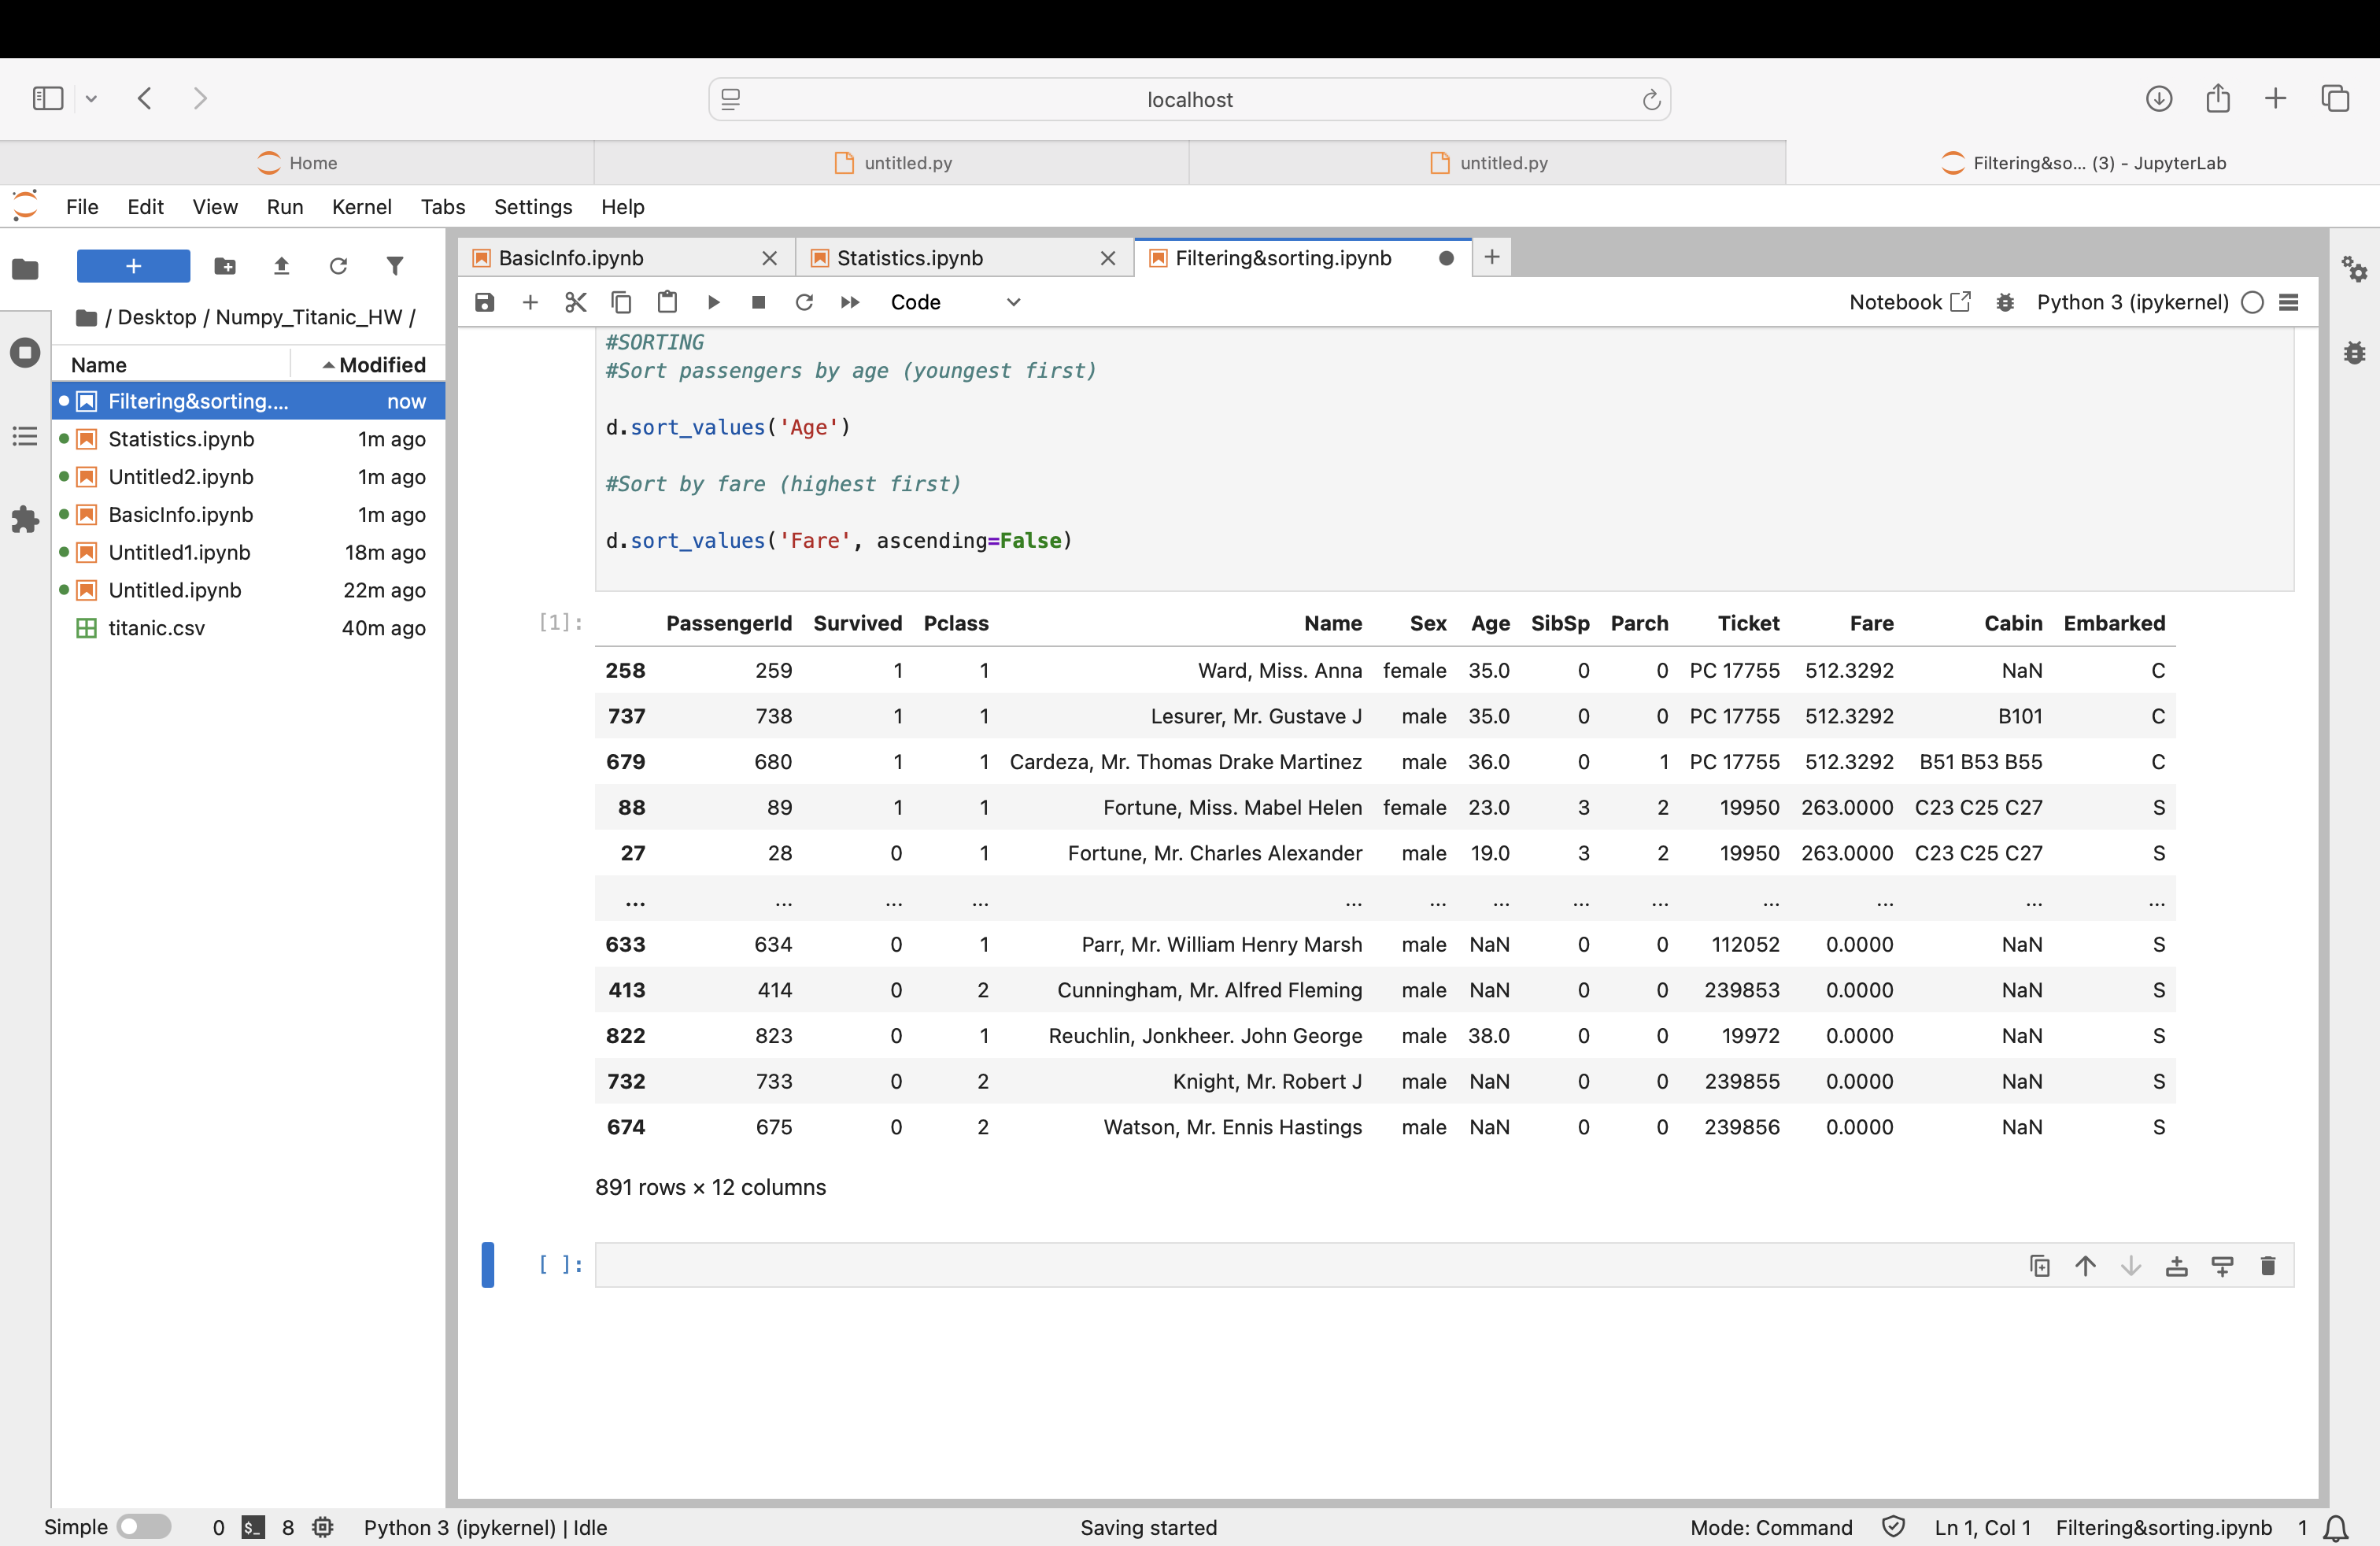 localhost
Home
untitled.py
untitled.py
Filtering&so... (3) - JupyterLab
File Edit View Run Kernel Tabs Settings Help
+
/ Desktop / Numpy_Titanic_HW /
Name Modified
Filtering&sorting.... now
Statistics.ipynb 1m ago
Untitled2.ipynb 1m ago
BasicInfo.ipynb 1m ago
Untitled1.ipynb 18m ago
Untitled.ipynb 22m ago
titanic.csv 40m ago
BasicInfo.ipynb
Statistics.ipynb
Filtering&sorting.ipynb
Code
Notebook
Python 3 (ipykernel)
#SORTING
#Sort passengers by age (youngest first)
d.sort_values('Age')
#Sort by fare (highest first)
d.sort_values('Fare', ascending=False)
[1]:
PassengerId Survived Pclass Name Sex Age SibSp Parch Ticket Fare Cabin Embarked
258 259 1 1 Ward, Miss. Anna female 35.0 0 0 PC 17755 512.3292 NaN C
737 738 1 1 Lesurer, Mr. Gustave J male 35.0 0 0 PC 17755 512.3292 B101 C
679 680 1 1 Cardeza, Mr. Thomas Drake Martinez male 36.0 0 1 PC 17755 512.3292 B51 B53 B55 C
88 89 1 1 Fortune, Miss. Mabel Helen female 23.0 3 2 19950 263.0000 C23 C25 C27 S
27 28 0 1 Fortune, Mr. Charles Alexander male 19.0 3 2 19950 263.0000 C23 C25 C27 S
... ... ... ... ... ... ... ... ... ... ... ... ...
633 634 0 1 Parr, Mr. William Henry Marsh male NaN 0 0 112052 0.0000 NaN S
413 414 0 2 Cunningham, Mr. Alfred Fleming male NaN 0 0 239853 0.0000 NaN S
822 823 0 1 Reuchlin, Jonkheer. John George male 38.0 0 0 19972 0.0000 NaN S
732 733 0 2 Knight, Mr. Robert J male NaN 0 0 239855 0.0000 NaN S
674 675 0 2 Watson, Mr. Ennis Hastings male NaN 0 0 239856 0.0000 NaN S
891 rows × 12 columns
[ ]:
Simple 0 $_ 8 Python 3 (ipykernel) | Idle
Saving started
Mode: Command Ln 1, Col 1 Filtering&sorting.ipynb 1